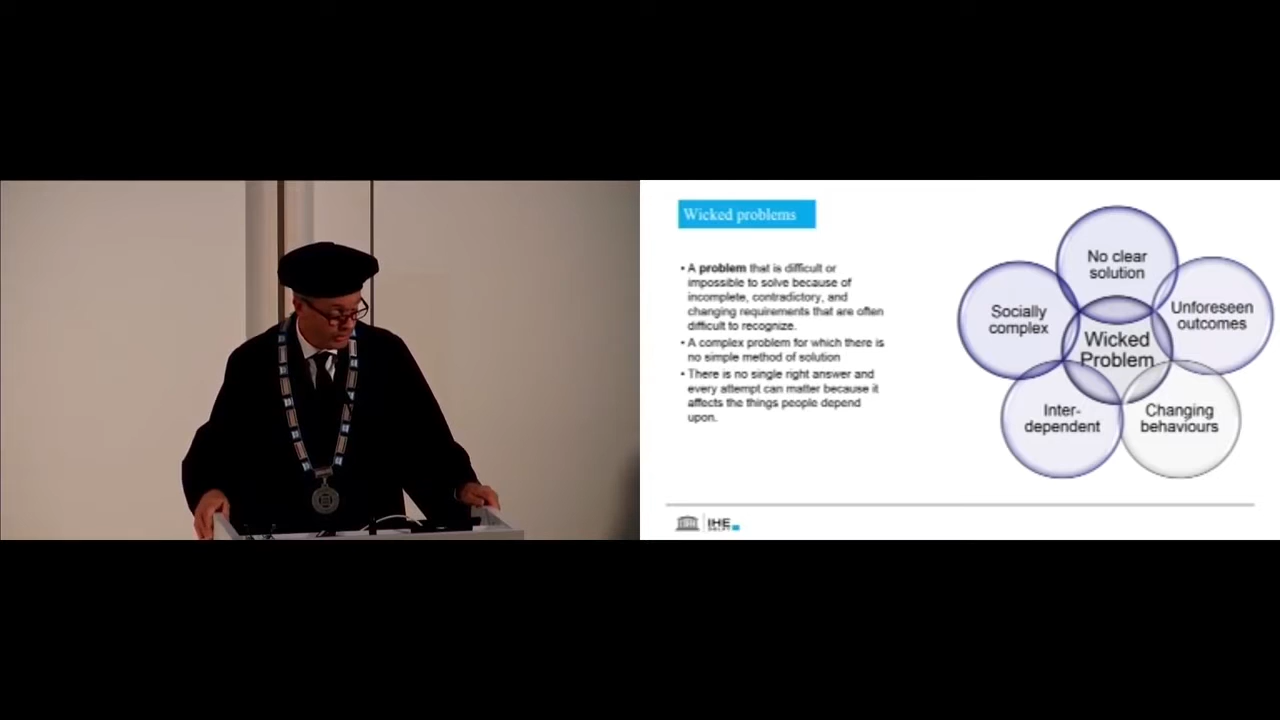 Wicked problems
• A problem that is difficult or
impossible to solve because of
incomplete, contradictory, and
changing requirements that are often
difficult to recognize.
• A complex problem for which there is
no simple method of solution
• There is no single right answer and
every attempt can matter because it
affects the things people depend
upon.
No clear
solution
Socially
complex
Unforeseen
outcomes
Wicked
Problem
Inter-
dependent
Changing
behaviours
IHE
DELFT